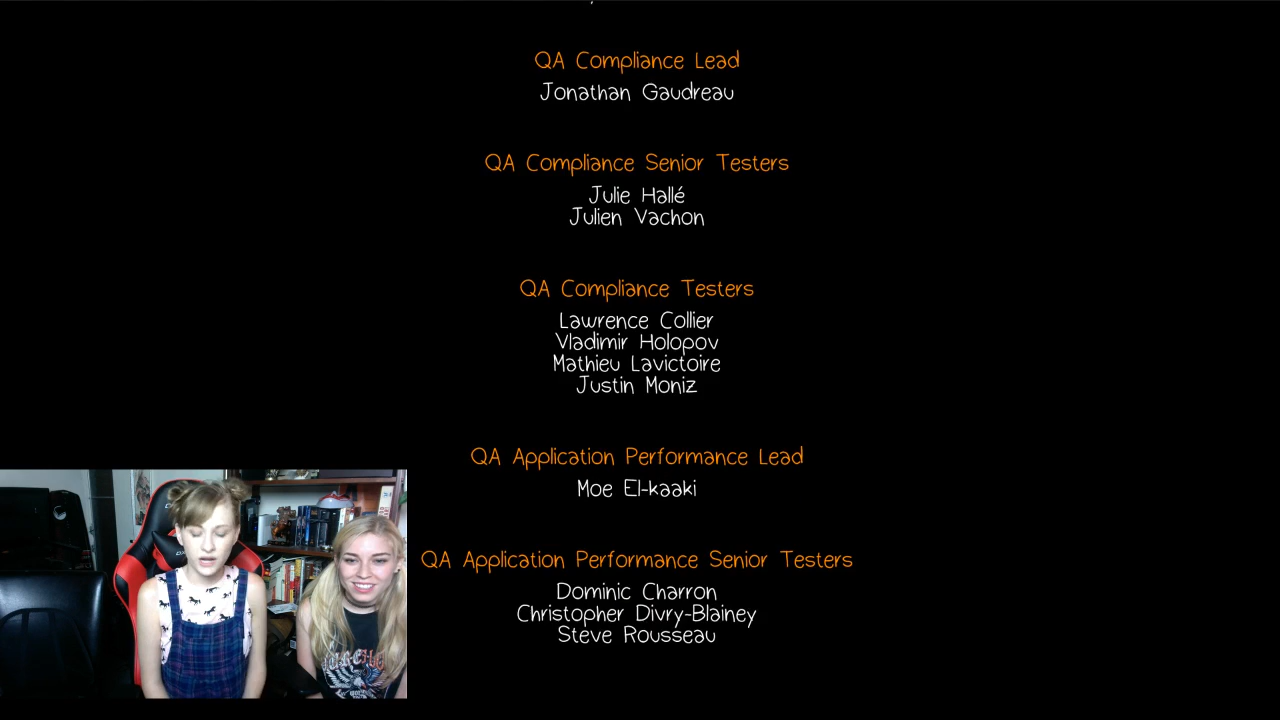 QA Compliance Lead
Jonathan Gaudreau
QA Compliance Senior Testers
Julie Hallé
Julien Vachon
QA Compliance Testers
Lawrence Collier
Vladimir Holopov
Mathieu Lavictoire
Justin Moniz
QA Application Performance Lead
Moe El-kaaki
QA Application Performance Senior Testers
Dominic Charron
Christopher Divry-Blainey
Steve Rousseau